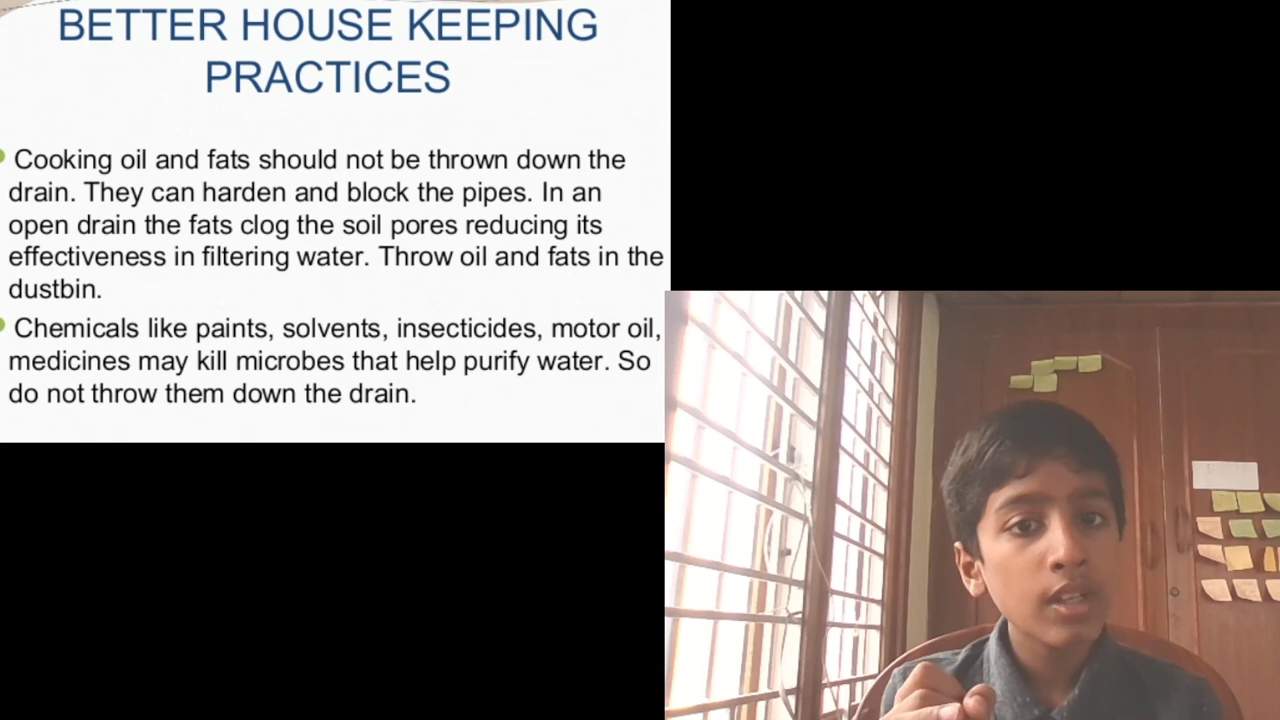 BETTER HOUSE KEEPING
PRACTICES
Cooking oil and fats should not be thrown down the
drain. They can harden and block the pipes. In an
open drain the fats clog the soil pores reducing its
effectiveness in filtering water. Throw oil and fats in the
dustbin.
Chemicals like paints, solvents, insecticides, motor oil,
medicines may kill microbes that help purify water. So
do not throw them down the drain.